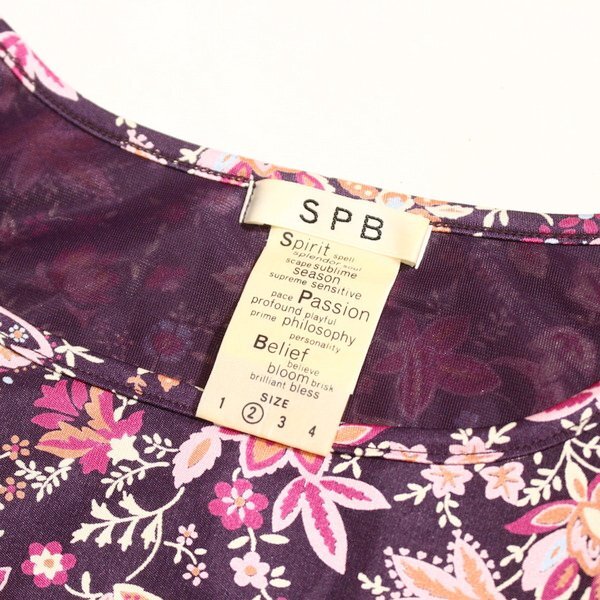 SPB
Spirit spell
splendor soul
scape sublime
season
supreme sensitive
pace Passion
profound playful
prime philosophy
personality
Belief
believe
bloom brisk
brilliant bless
SIZE
1 2 3 4